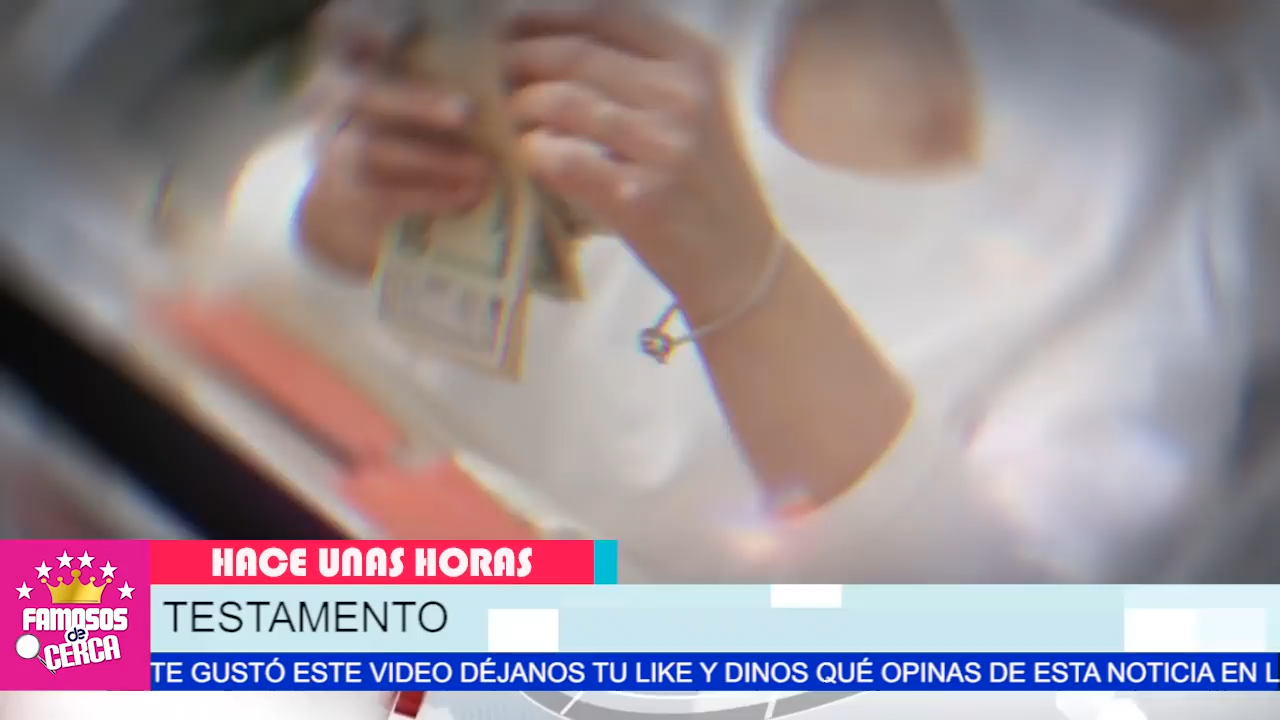 HACE UNAS HORAS
FAMOSOS
de
CERCA
TESTAMENTO
TE GUSTÓ ESTE VIDEO DÉJANOS TU LIKE Y DINOS QUÉ OPINAS DE ESTA NOTICIA EN L